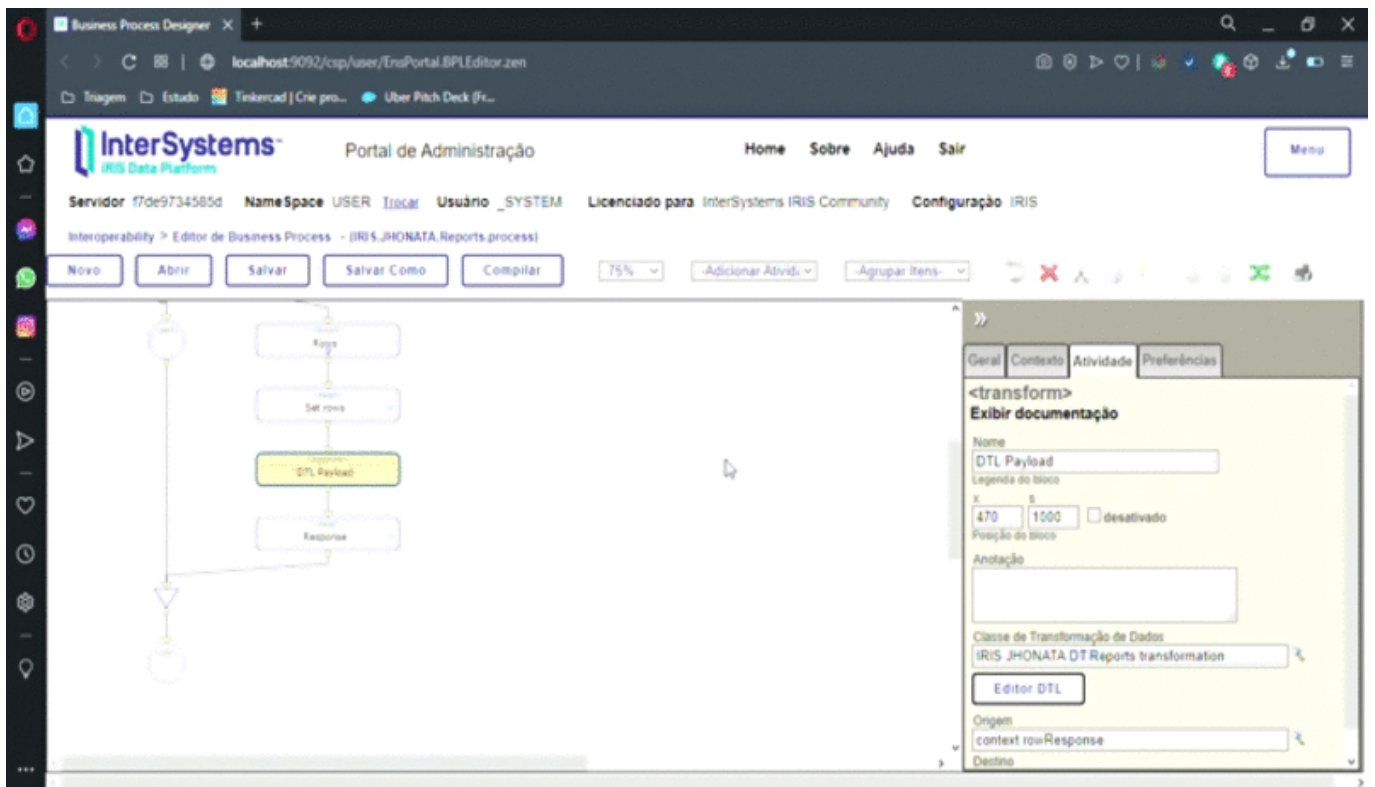 Business Process Designer
localhost:9092/csp/user/EnsPortal.BPLEditor.zen
Triagem Estudo Tinkercad | Crie pro... Uber Pitch Deck (Fr...
InterSystems
IRIS Data Platform
Portal de Administração
Home Sobre Ajuda Sair
Menu
Servidor f7de9734585d NameSpace USER Trocar Usuário _SYSTEM Licenciado para InterSystems IRIS Community Configuração IRIS
Interoperability > Editor de Business Process - (IRIS.JHONATA.Reports.process)
Novo Abrir Salvar Salvar Como Compilar 75% -Adicionar Ativida -Agrupar Itens-
Set rows
DTL Payload
Response
Geral Contexto Atividade Preferências
<transform>
Exibir documentação
Nome
DTL Payload
Legenda do bloco
470 1000 desativado
Posição do bloco
Anotação
Classe de Transformação de Dados
IRIS.JHONATA.DT.Reports.transformation
Editor DTL
Origem
context.rowResponse
Destino